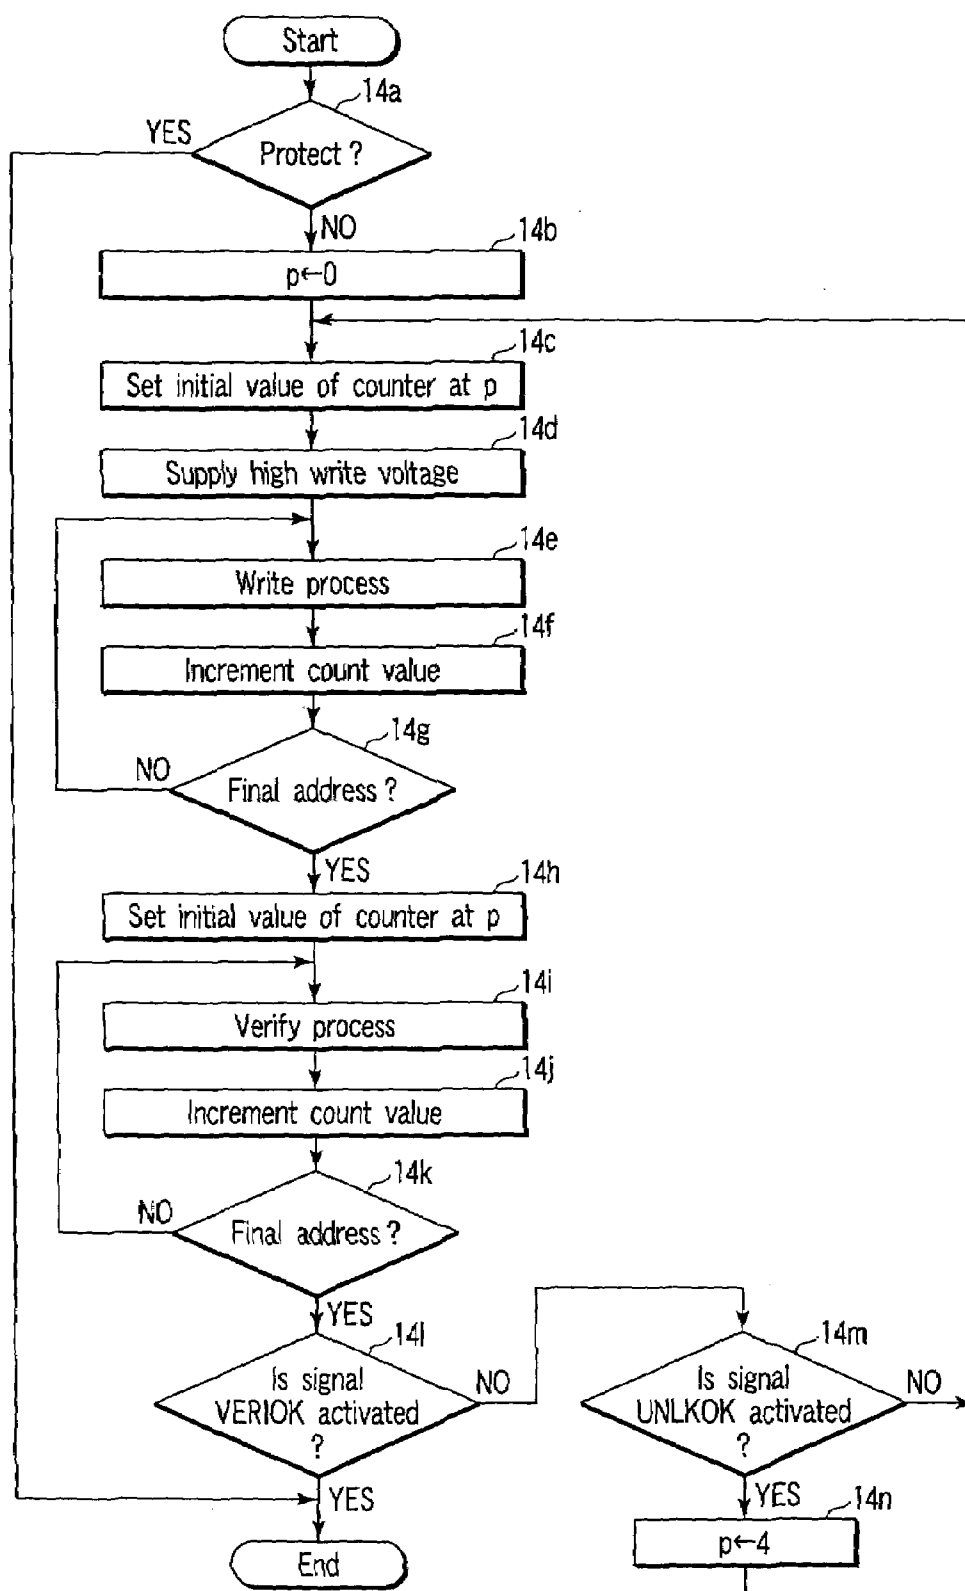 Start
14a
YES
Protect ?
NO
14b
p←0
14c
Set initial value of counter at p
14d
Supply high write voltage
14e
Write process
14f
Increment count value
14g
NO
Final address ?
YES
14h
Set initial value of counter at p
14i
Verify process
14j
Increment count value
14k
NO
Final address ?
YES
14l
Is signal
VERIOK activated
?
NO
14m
Is signal
UNLKOK activated
?
NO
YES
YES
14n
p←4
End